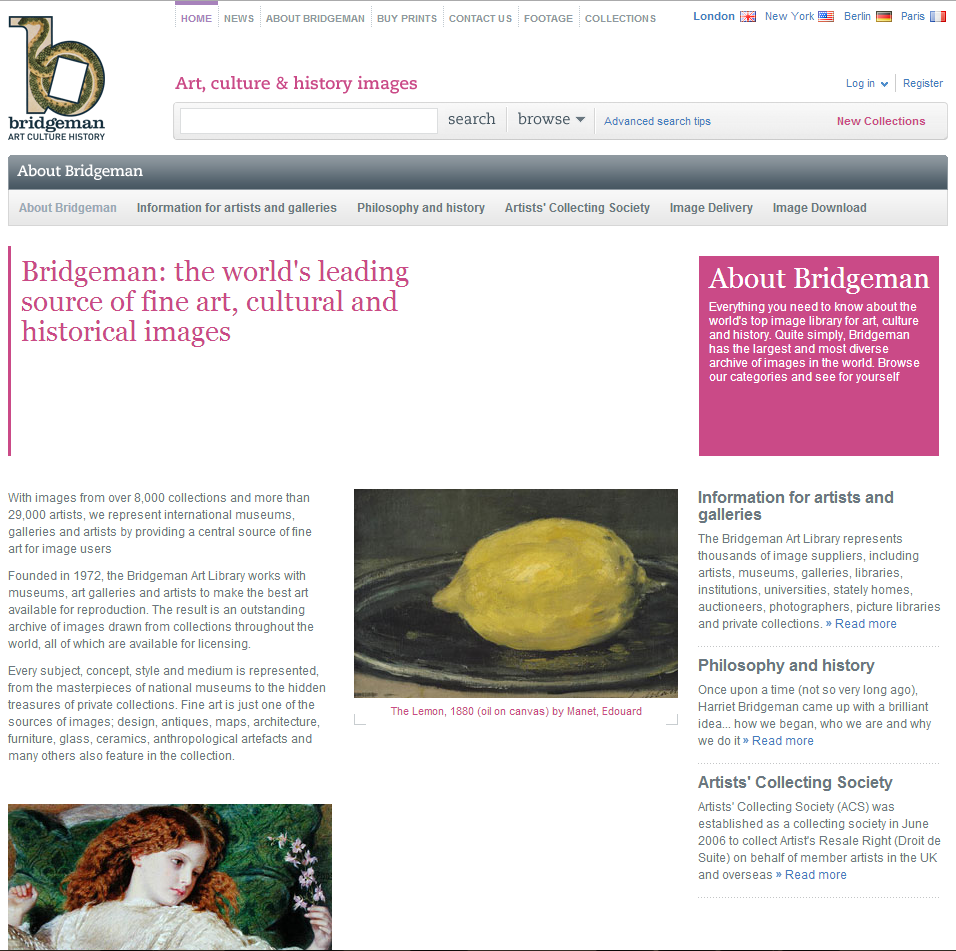 HOME
NEWS
ABOUT BRIDGEMAN
BUY PRINTS
CONTACT US
FOOTAGE
COLLECTIONS
London
New York
Berlin
Paris
bridgeman
ART CULTURE HISTORY
Art, culture & history images
Log in
Register
search
browse
Advanced search tips
New Collections
About Bridgeman
About Bridgeman
Information for artists and galleries
Philosophy and history
Artists' Collecting Society
Image Delivery
Image Download
Bridgeman: the world's leading
source of fine art, cultural and
historical images
About Bridgeman
Everything you need to know about the
world's top image library for art, culture
and history. Quite simply, Bridgeman
has the largest and most diverse
archive of images in the world. Browse
our categories and see for yourself
With images from over 8,000 collections and more than
29,000 artists, we represent international museums,
galleries and artists by providing a central source of fine
art for image users
Founded in 1972, the Bridgeman Art Library works with
museums, art galleries and artists to make the best art
available for reproduction. The result is an outstanding
archive of images drawn from collections throughout the
world, all of which are available for licensing.
Every subject, concept, style and medium is represented,
from the masterpieces of national museums to the hidden
treasures of private collections. Fine art is just one of the
sources of images; design, antiques, maps, architecture,
furniture, glass, ceramics, anthropological artefacts and
many others also feature in the collection.
The Lemon, 1880 (oil on canvas) by Manet, Edouard
Information for artists and
galleries
The Bridgeman Art Library represents
thousands of image suppliers, including
artists, museums, galleries, libraries,
institutions, universities, stately homes,
auctioneers, photographers, picture libraries
and private collections. » Read more
Philosophy and history
Once upon a time (not so very long ago),
Harriet Bridgeman came up with a brilliant
idea... how we began, who we are and why
we do it » Read more
Artists' Collecting Society
Artists' Collecting Society (ACS) was
established as a collecting society in June
2006 to collect Artist's Resale Right (Droit de
Suite) on behalf of member artists in the UK
and overseas » Read more